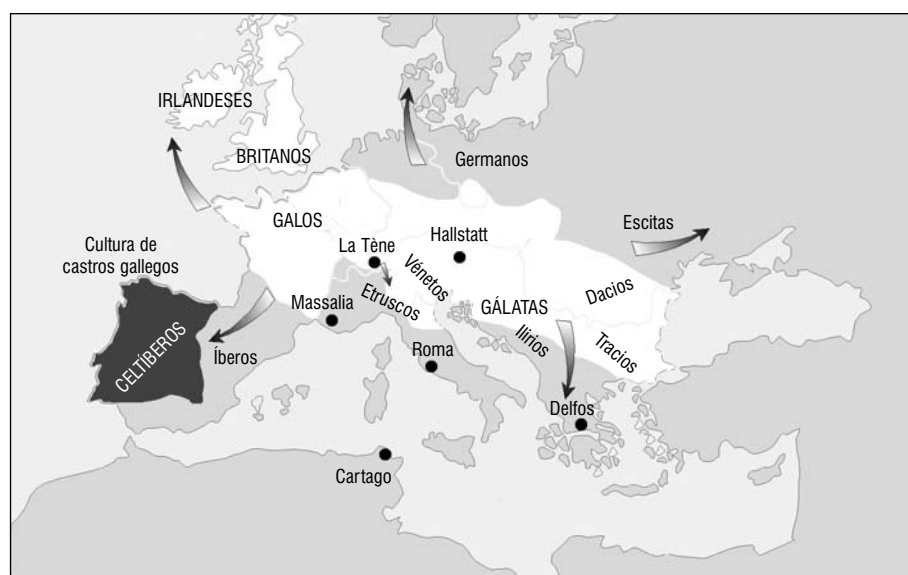 IRLANDESES
BRITANOS
Germanos
GALOS
Escitas
Cultura de
castros gallegos
La Tène
Hallstatt
Vénetos
Etruscos
Massalia
GÁLATAS
Dacios
Ilirios
Tracios
CELTÍBEROS
Íberos
Roma
Delfos
Cartago